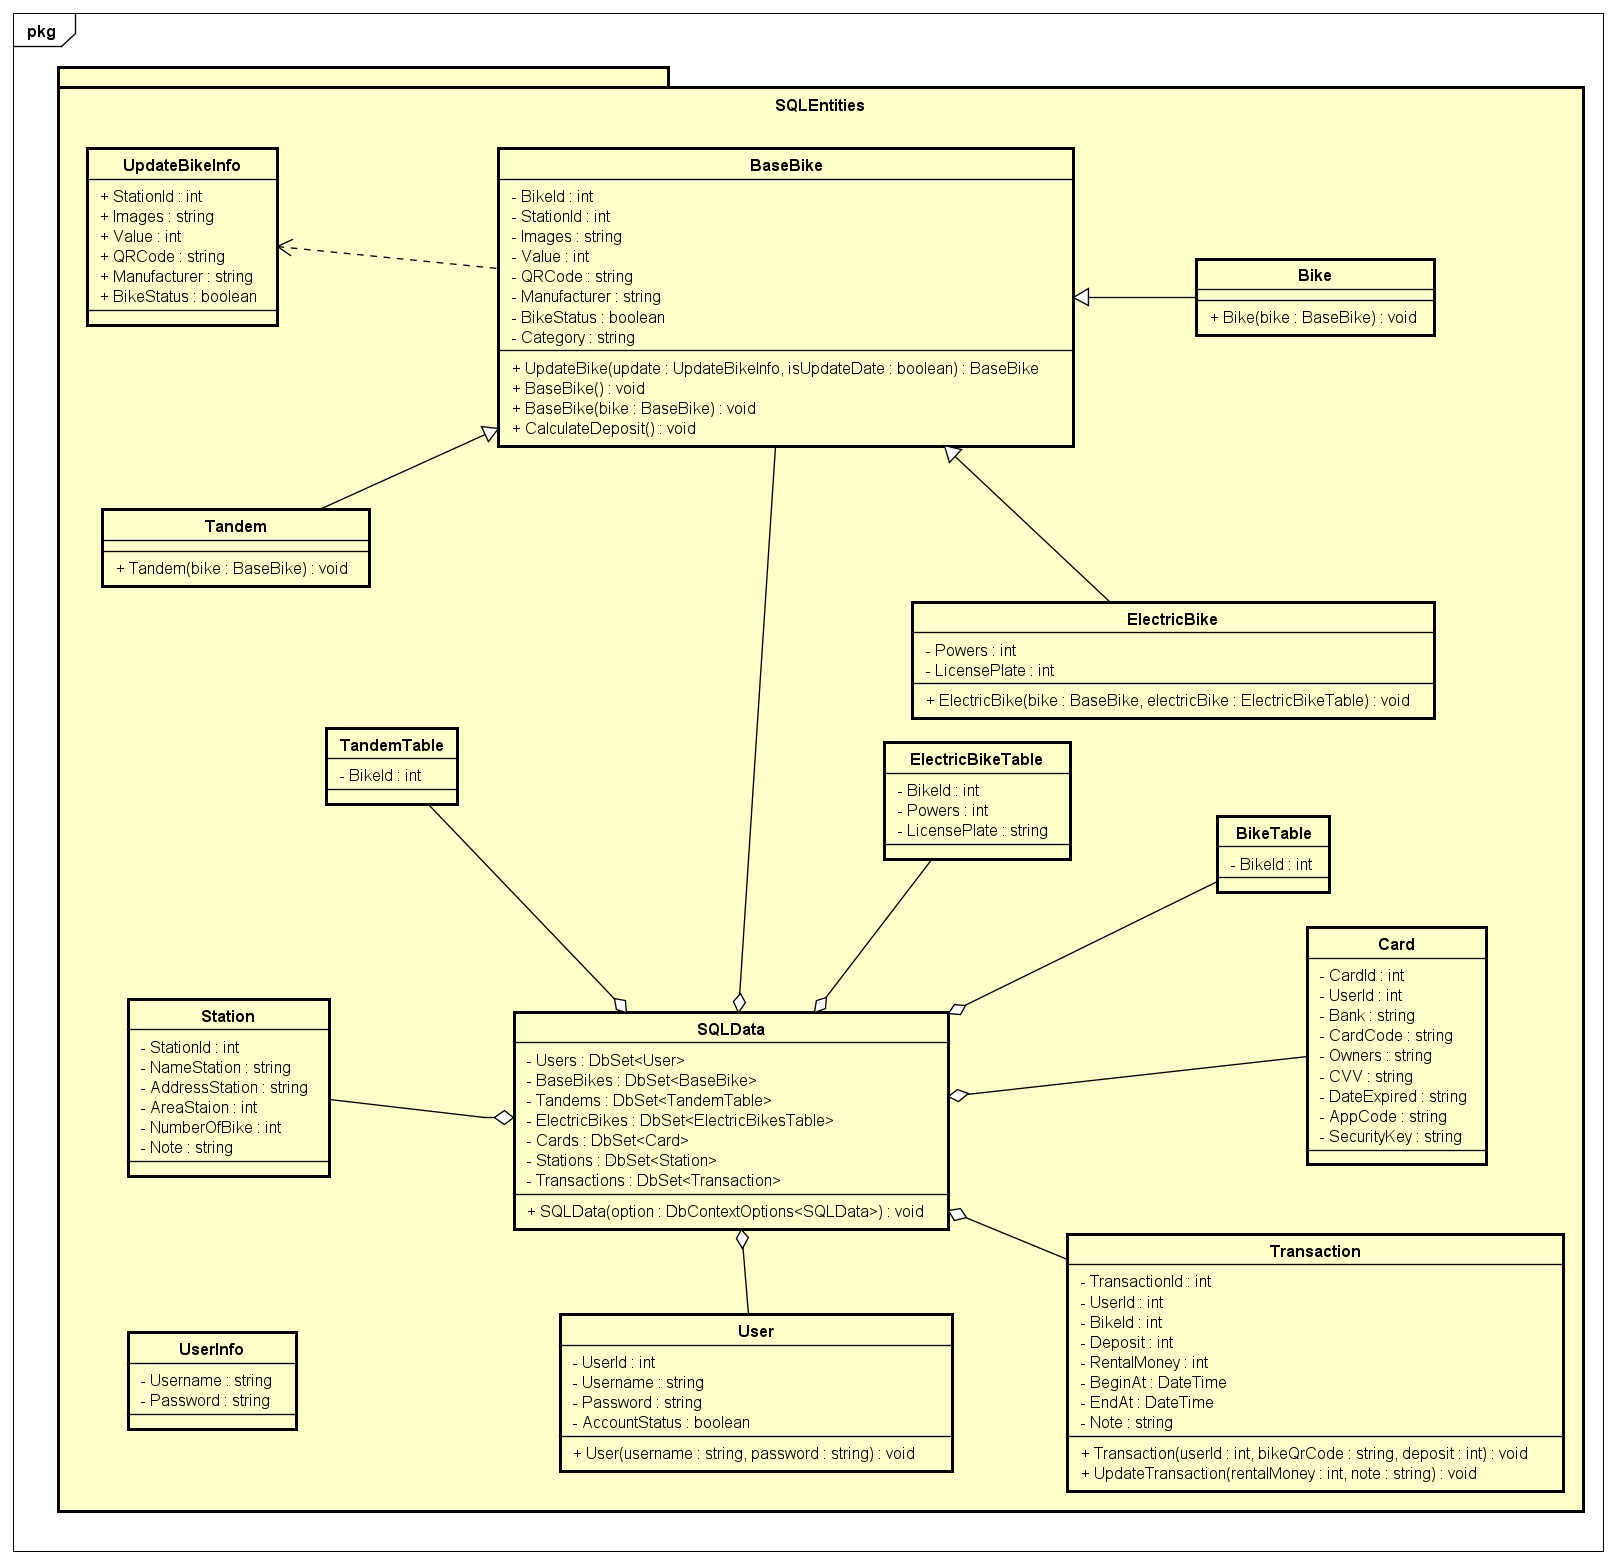 pkg
SQLEntities
UpdateBikeInfo
+ StationId : int
+ Images : string
+ Value : int
+ QRCode : string
+ Manufacturer : string
+ BikeStatus : boolean
BaseBike
- BikeId : int
- StationId : int
- Images : string
- Value : int
- QRCode : string
- Manufacturer : string
- BikeStatus : boolean
- Category : string
+ UpdateBike(update : UpdateBikeInfo, isUpdateDate : boolean) : BaseBike
+ BaseBike() : void
+ BaseBike(bike : BaseBike) : void
+ CalculateDeposit() : void
Bike
+ Bike(bike : BaseBike) : void
Tandem
+ Tandem(bike : BaseBike) : void
ElectricBike
- Powers : int
- LicensePlate : int
+ ElectricBike(bike : BaseBike, electricBike : ElectricBikeTable) : void
TandemTable
- BikeId : int
ElectricBikeTable
- BikeId : int
- Powers : int
- LicensePlate : string
BikeTable
- BikeId : int
Card
- CardId : int
- UserId : int
- Bank : string
- CardCode : string
- Owners : string
- CVV : string
- DateExpired : string
- AppCode : string
- SecurityKey : string
Station
- StationId : int
- NameStation : string
- AddressStation : string
- AreaStaion : int
- NumberOfBike : int
- Note : string
SQLData
- Users : DbSet<User>
- BaseBikes : DbSet<BaseBike>
- Tandems : DbSet<TandemTable>
- ElectricBikes : DbSet<ElectricBikesTable>
- Cards : DbSet<Card>
- Stations : DbSet<Station>
- Transactions : DbSet<Transaction>
+ SQLData(option : DbContextOptions<SQLData>) : void
Transaction
- TransactionId : int
- UserId : int
- BikeId : int
- Deposit : int
- RentalMoney : int
- BeginAt : DateTime
- EndAt : DateTime
- Note : string
+ Transaction(userId : int, bikeQrCode : string, deposit : int) : void
+ UpdateTransaction(rentalMoney : int, note : string) : void
User
- UserId : int
- Username : string
- Password : string
- AccountStatus : boolean
+ User(username : string, password : string) : void
UserInfo
- Username : string
- Password : string